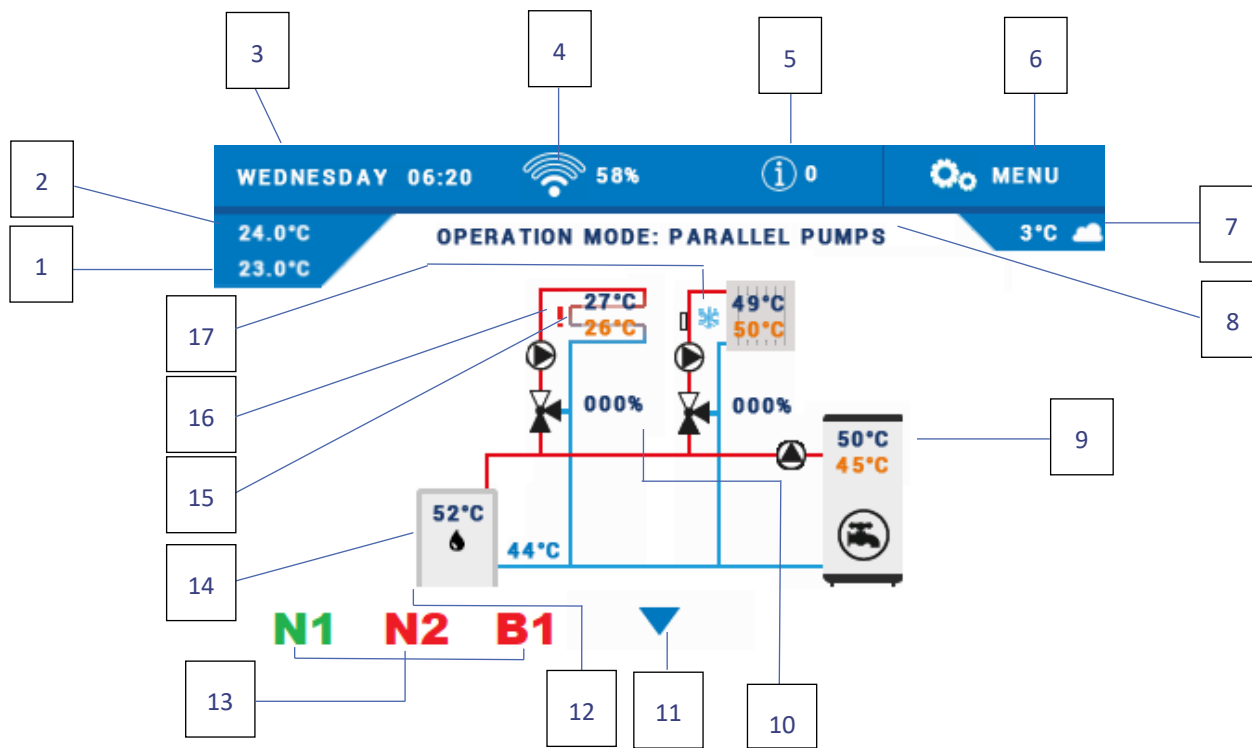 3
4
5
6
WEDNESDAY 06:20
58%
i 0
MENU
2
24.0°C
OPERATION MODE: PARALLEL PUMPS
3°C
7
1
23.0°C
17
27°C
26°C
49°C
50°C
8
16
000%
000%
50°C
45°C
9
15
14
52°C
44°C
N1 N2 B1
13
12
11
10